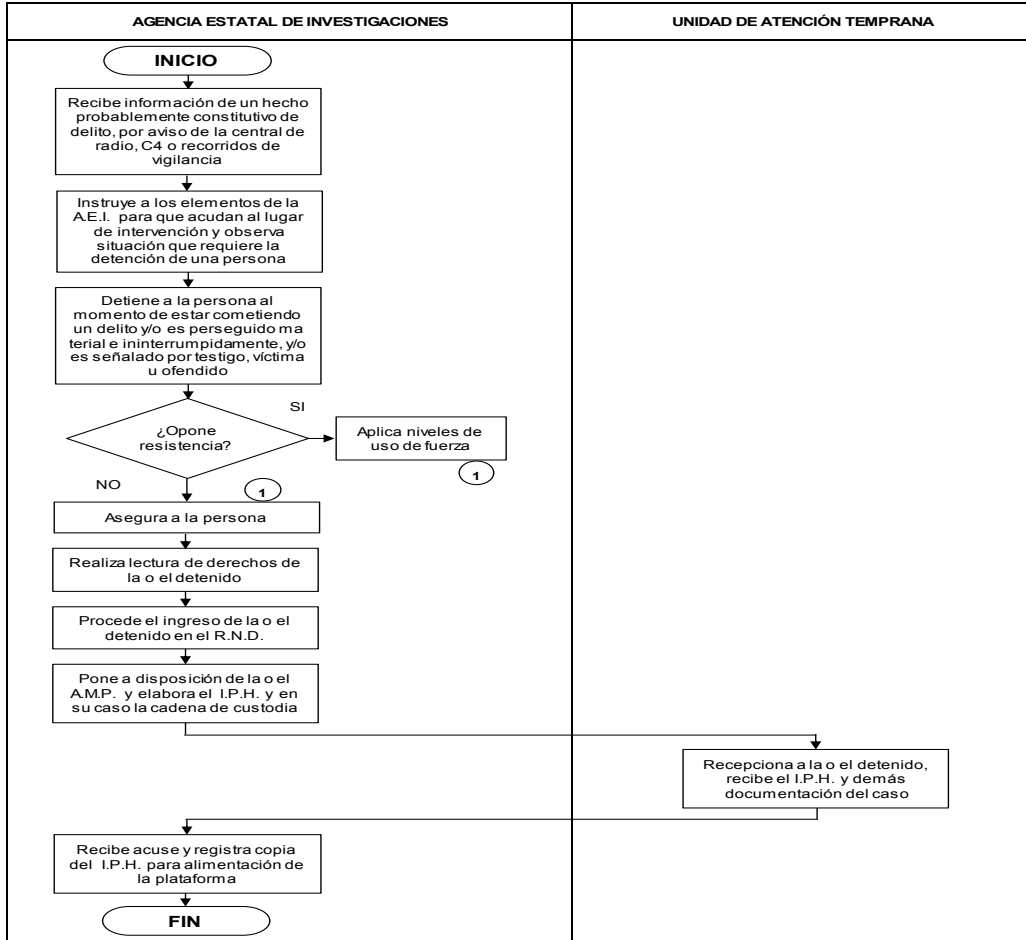 AGENCIA ESTATAL DE INVESTIGACIONES
UNIDAD DE ATENCIÓN TEMPRANA
INICIO
Recibe información de un hecho
probablemente constitutivo de
delito, por aviso de la central de
radio, C4 o recorridos de
vigilancia
Instruye a los elementos de la
A.E.I. para que acudan al lugar
de intervención y observa
situación que requiere la
detención de una persona
Detiene a la persona al
momento de estar cometiendo
un delito y/o es perseguido ma
terial e ininterrumpidamente, y/o
es señalado por testigo, víctima
u ofendido
¿Opone
resistencia?
SI
Aplica niveles de
uso de fuerza
1
NO
1
Asegura a la persona
Realiza lectura de derechos de
la o el detenido
Procede el ingreso de la o el
detenido en el R.N.D.
Pone a disposición de la o el
A.M.P. y elabora el I.P.H. y en
su caso la cadena de custodia
Recepciona a la o el detenido,
recibe el I.P.H. y demás
documentación del caso
Recibe acuse y registra copia
del I.P.H. para alimentación de
la plataforma
FIN